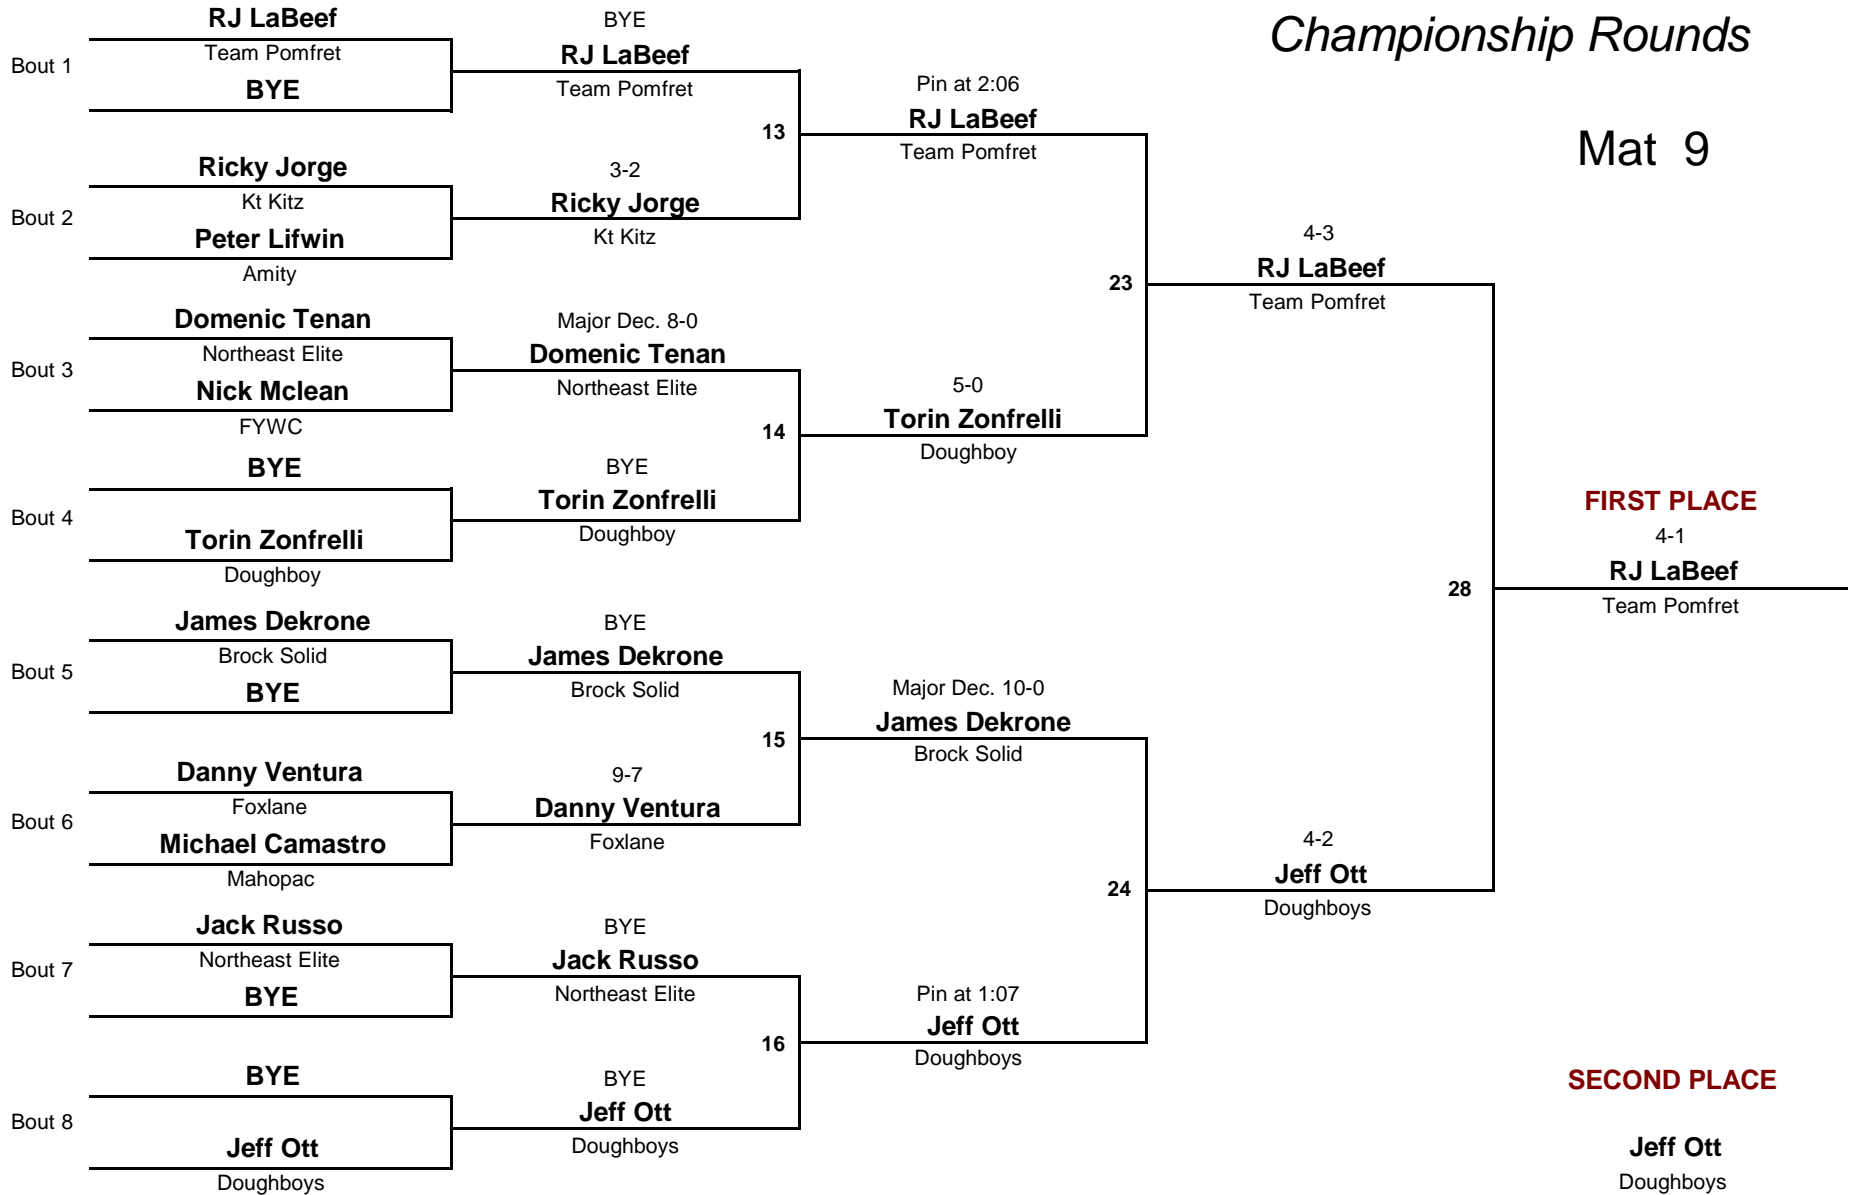 Championship Rounds
Mat 9
Bout 1
RJ LaBeef
Team Pomfret
BYE
Bout 2
Ricky Jorge
Kt Kitz
Peter Lifwin
Amity
Bout 3
Domenic Tenan
Northeast Elite
Nick Mclean
FYWC
Bout 4
BYE
Torin Zonfrelli
Doughboy
Bout 5
James Dekrone
Brock Solid
BYE
Bout 6
Danny Ventura
Foxlane
Michael Camastro
Mahopac
Bout 7
Jack Russo
Northeast Elite
BYE
Bout 8
BYE
Jeff Ott
Doughboys
BYE
RJ LaBeef
Team Pomfret
13
3-2
Ricky Jorge
Kt Kitz
Major Dec. 8-0
Domenic Tenan
Northeast Elite
14
BYE
Torin Zonfrelli
Doughboy
BYE
James Dekrone
Brock Solid
15
9-7
Danny Ventura
Foxlane
BYE
Jack Russo
Northeast Elite
16
BYE
Jeff Ott
Doughboys
Pin at 2:06
RJ LaBeef
Team Pomfret
23
5-0
Torin Zonfrelli
Doughboy
Major Dec. 10-0
James Dekrone
Brock Solid
24
Pin at 1:07
Jeff Ott
Doughboys
4-3
RJ LaBeef
Team Pomfret
28
4-2
Jeff Ott
Doughboys
FIRST PLACE
4-1
RJ LaBeef
Team Pomfret
SECOND PLACE
Jeff Ott
Doughboys